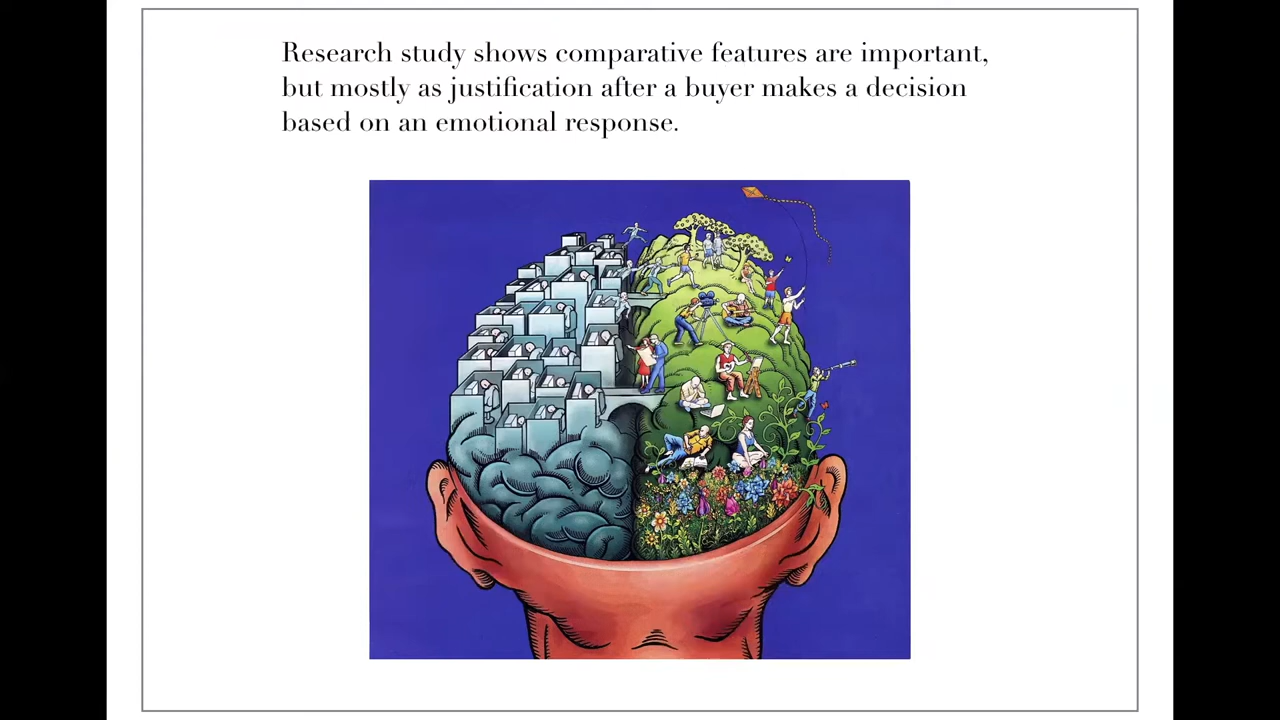 Research study shows comparative features are important,
but mostly as justification after a buyer makes a decision
based on an emotional response.